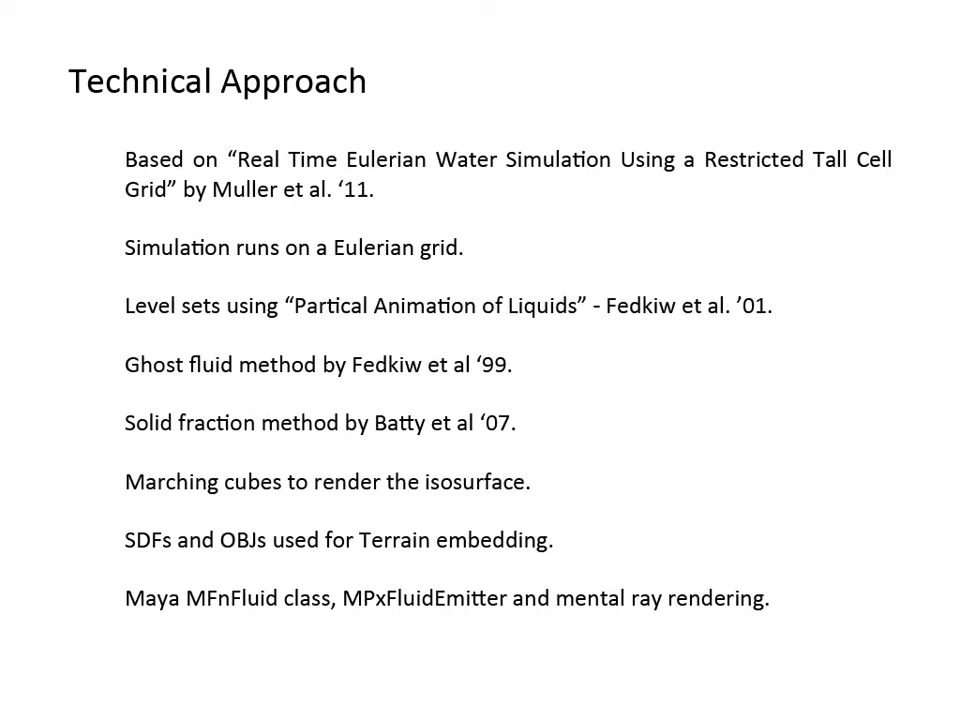 Technical Approach
Based on “Real Time Eulerian Water Simulation Using a Restricted Tall Cell
Grid” by Muller et al. ‘11.
Simulation runs on a Eulerian grid.
Level sets using “Partical Animation of Liquids” - Fedkiw et al. ’01.
Ghost fluid method by Fedkiw et al ‘99.
Solid fraction method by Batty et al ‘07.
Marching cubes to render the isosurface.
SDFs and OBJs used for Terrain embedding.
Maya MFnFluid class, MPxFluidEmitter and mental ray rendering.